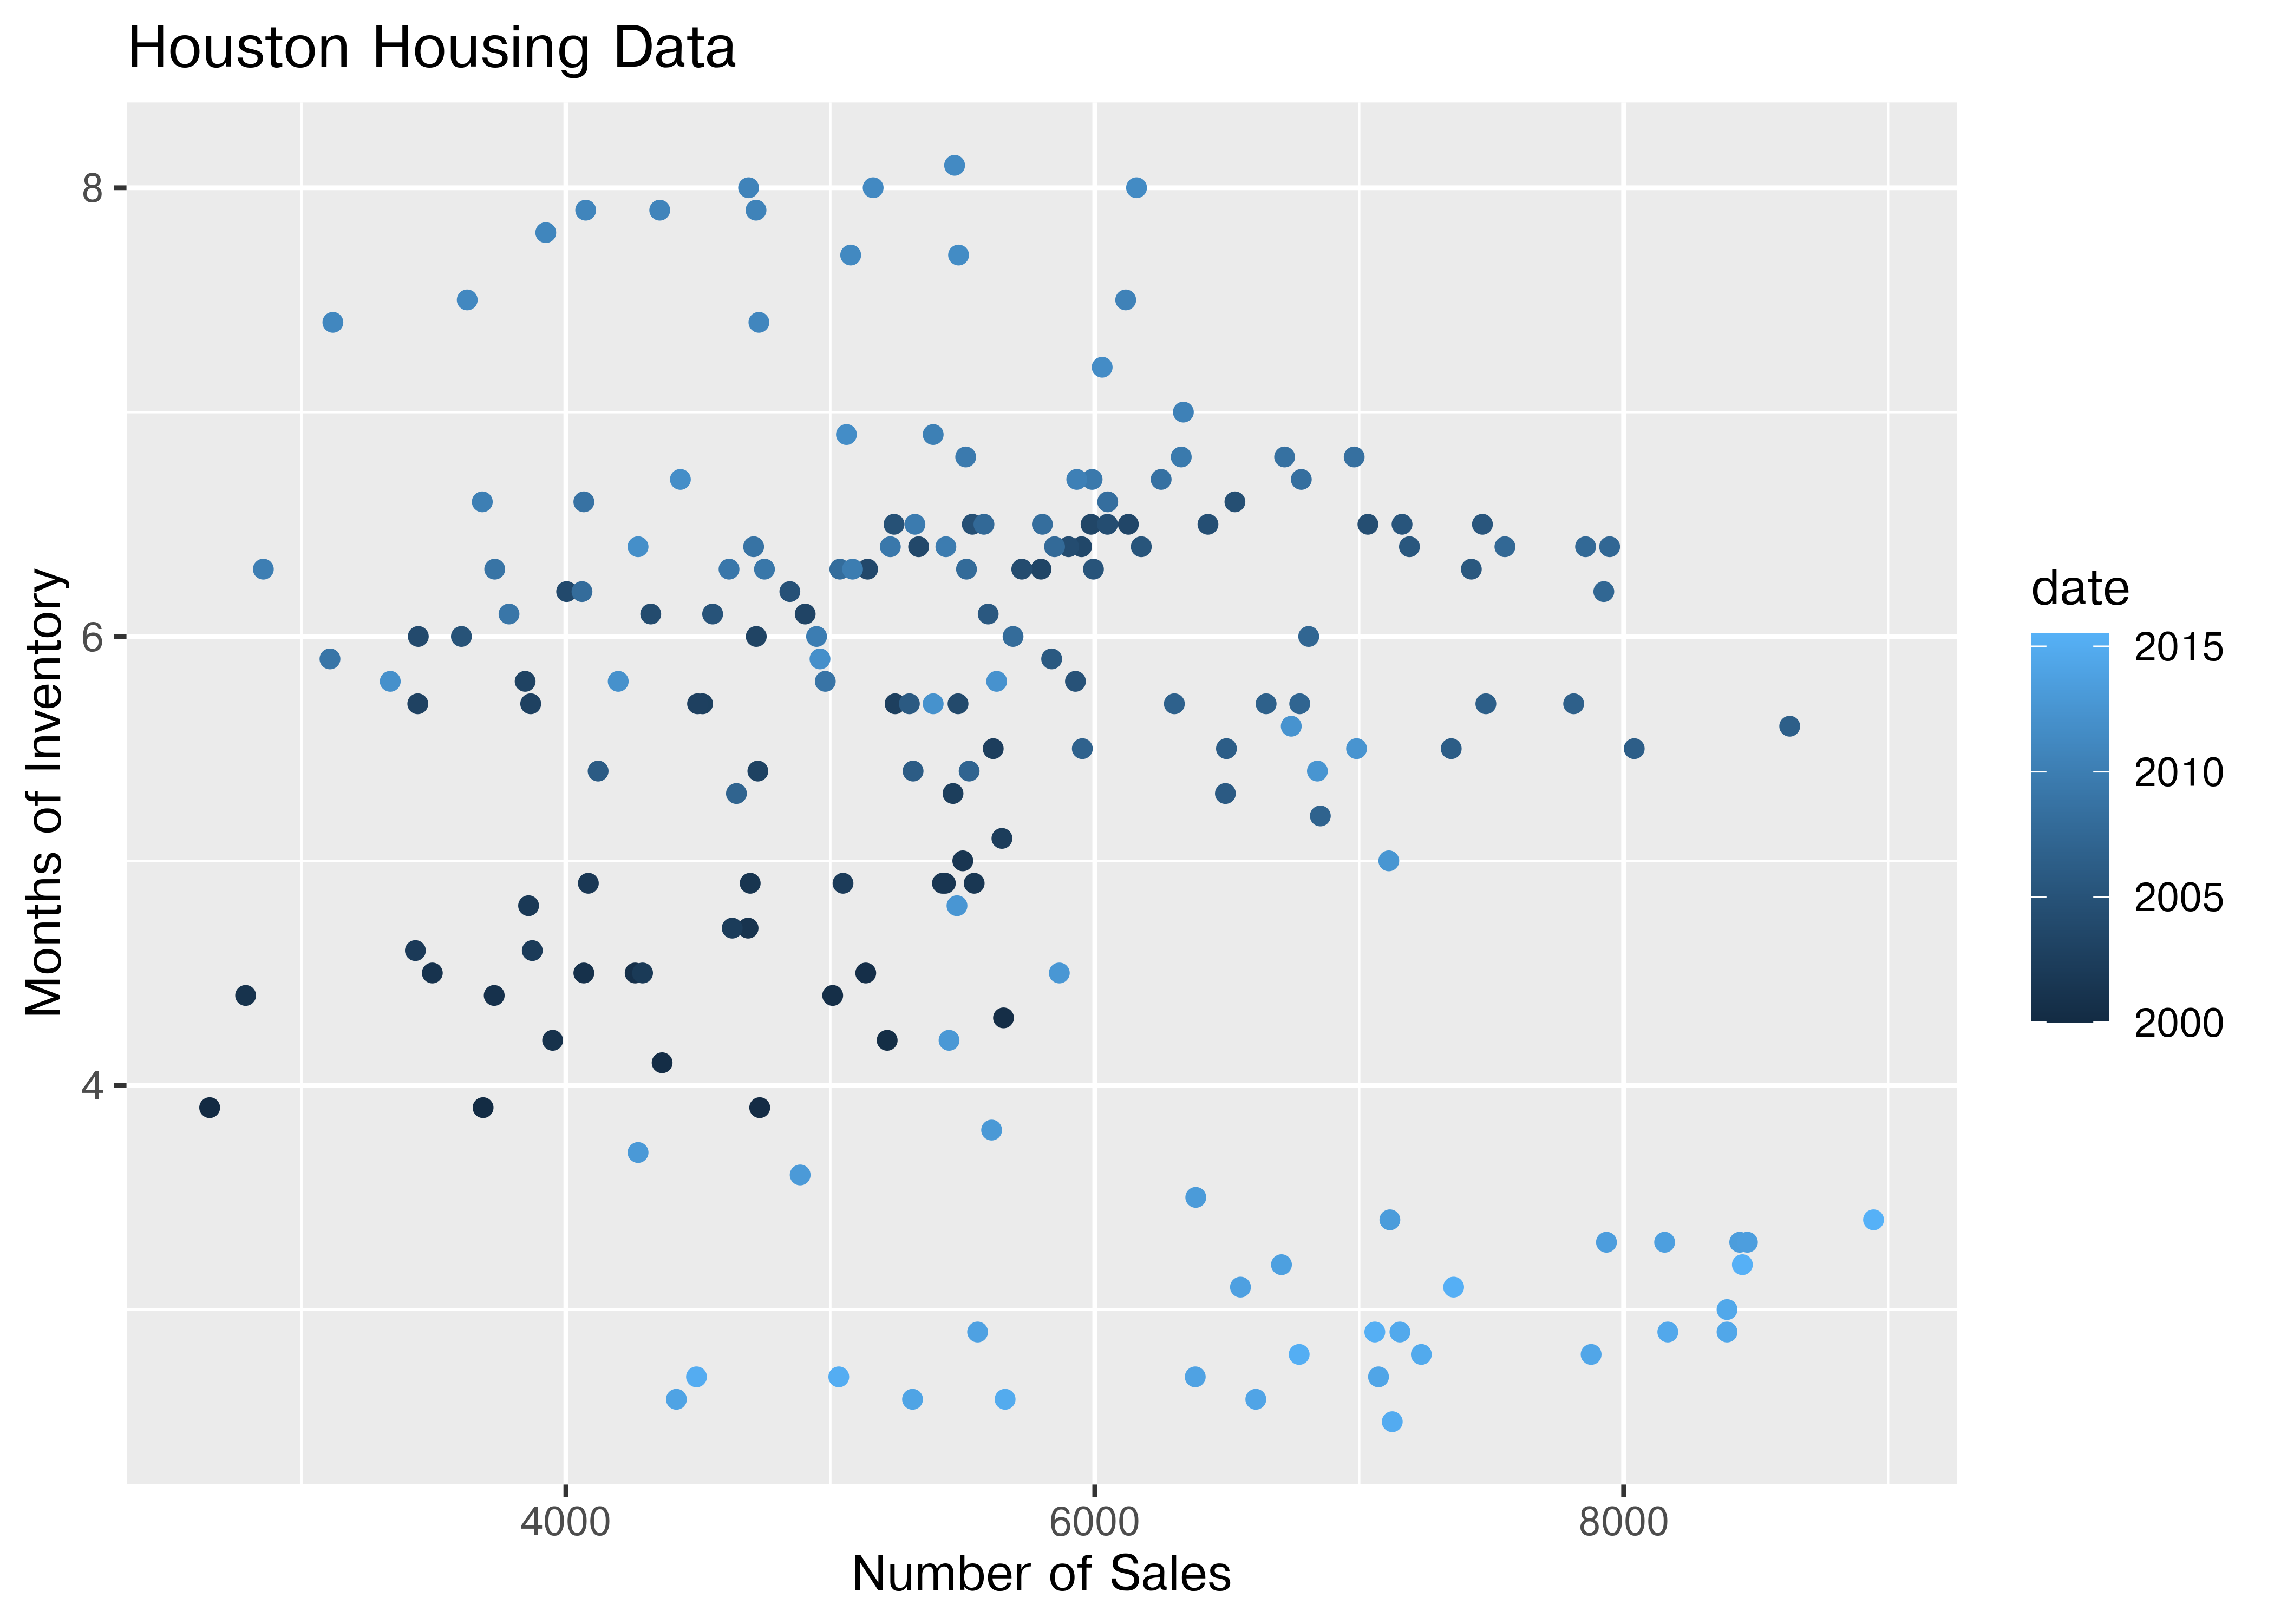 Houston Housing Data
8
6
4
Months of Inventory
4000 6000 8000
Number of Sales
date
2015
2010
2005
2000